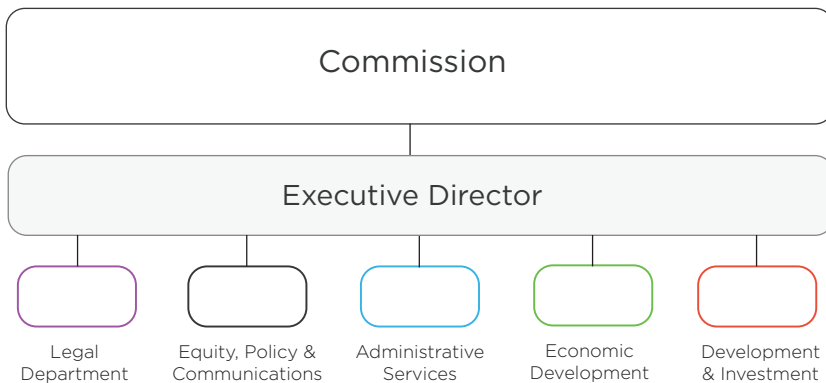 Commission
Executive Director
Legal
Department
Equity, Policy &
Communications
Administrative
Services
Economic
Development
Development
& Investment